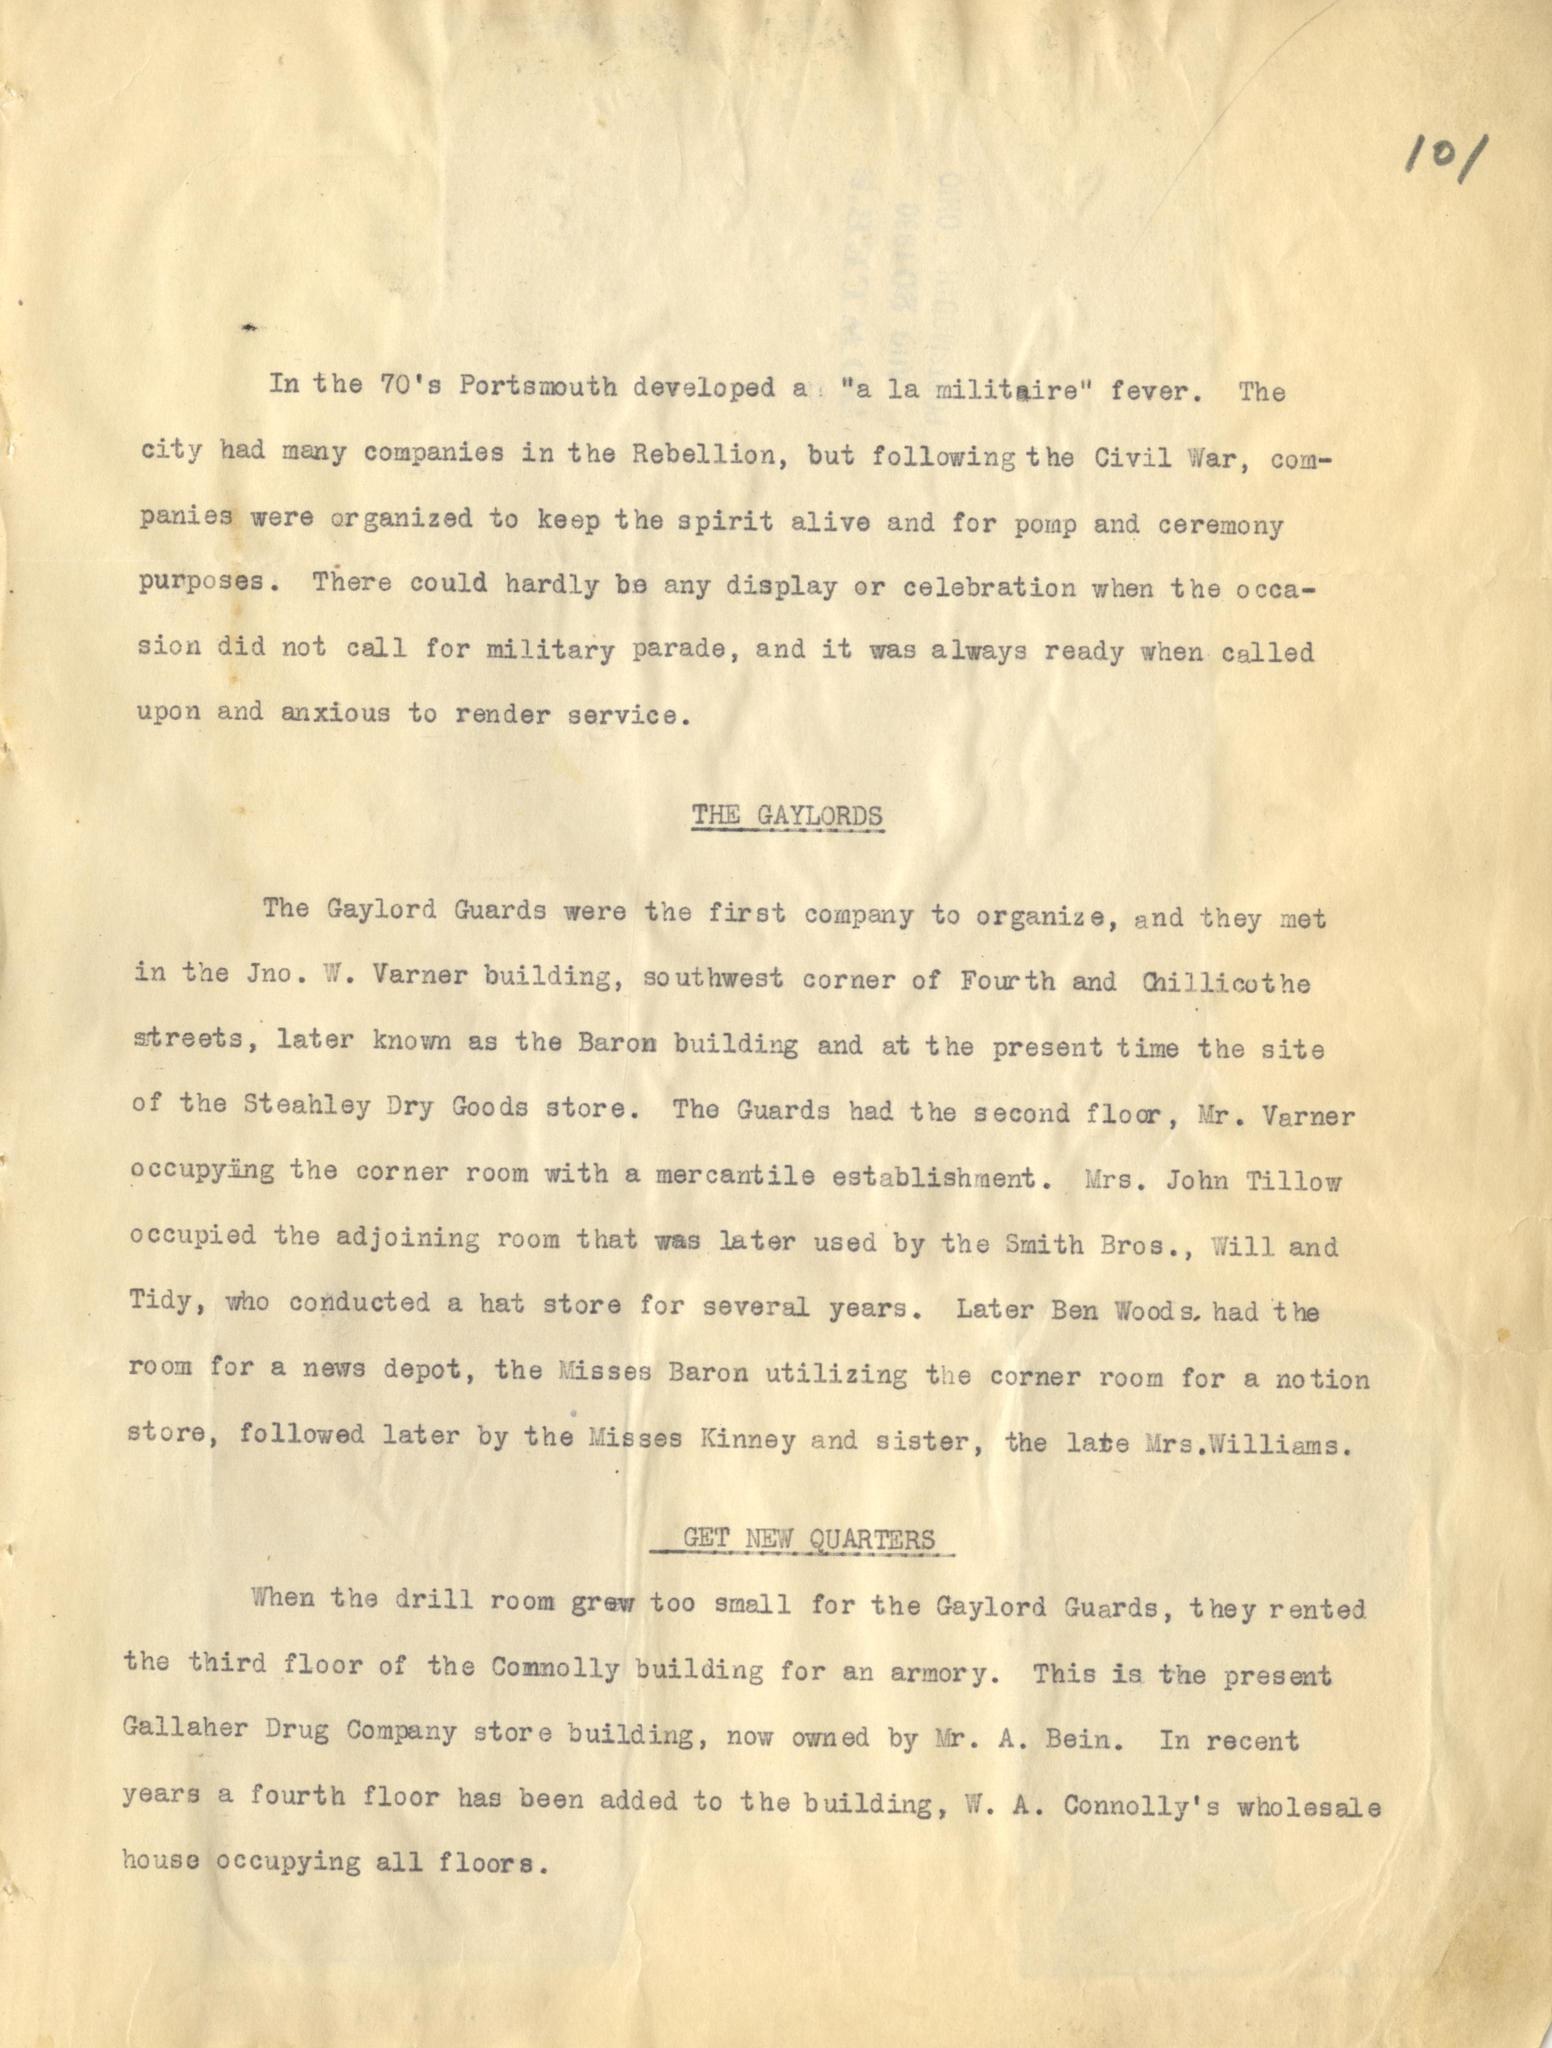 101
In the 70's Portsmouth developed a "a la militaire" fever. The
city had many companies in the Rebellion, but following the Civil War, com-
panies were organized to keep the spirit alive and for pomp and ceremony
purposes. There could hardly be any display or celebration when the occa-
sion did not call for military parade, and it was always ready when called
upon and anxious to render service.
THE GAYLORDS
The Gaylord Guards were the first company to organize, and they met
in the Jno. W. Varner building, southwest corner of Fourth and Chillicothe
streets, later known as the Baron building and at the present time the site
of the Steahley Dry Goods store. The Guards had the second floor, Mr. Varner
occupying the corner room with a mercantile establishment. Mrs. John Tillow
occupied the adjoining room that was later used by the Smith Bros., Will and
Tidy, who conducted a hat store for several years. Later Ben Woods. had the
room for a news depot, the Misses Baron utilizing the corner room for a notion
store, followed later by the Misses Kinney and sister, the late Mrs.Williams.
GET NEW QUARTERS
When the drill room grew too small for the Gaylord Guards, they rented
the third floor of the Connolly building for an armory. This is the present
Gallaher Drug Company store building, now owned by Mr. A. Bein. In recent
years a fourth floor has been added to the building, W. A. Connolly's wholesale
house occupying all floors.